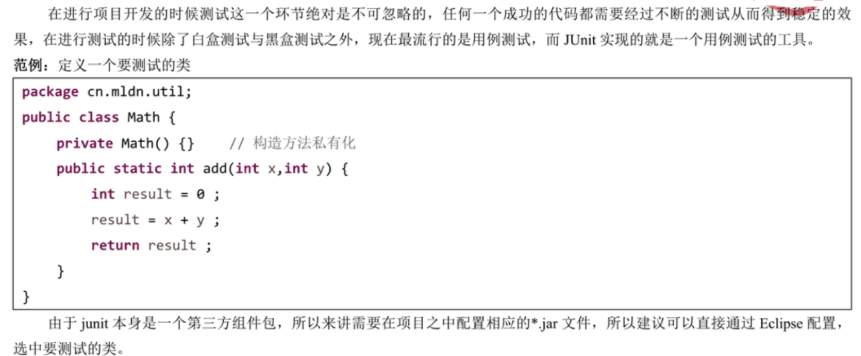 在进行项目开发的时候测试这一个环节绝对是不可忽略的，任何一个成功的代码都需要经过不断的测试从而得到稳定的效
果，在进行测试的时候除了白盒测试与黑盒测试之外，现在最流行的是用例测试，而 JUnit 实现的就是一个用例测试的工具。
范例：定义一个要测试的类
package cn.mldn.util;
public class Math {
    private Math() {}    // 构造方法私有化
    public static int add(int x,int y) {
        int result = 0 ;
        result = x + y ;
        return result ;
    }
}
由于 junit 本身是一个第三方组件包，所以来讲需要在项目之中配置相应的*.jar 文件，所以建议可以直接通过 Eclipse 配置，
选中要测试的类。